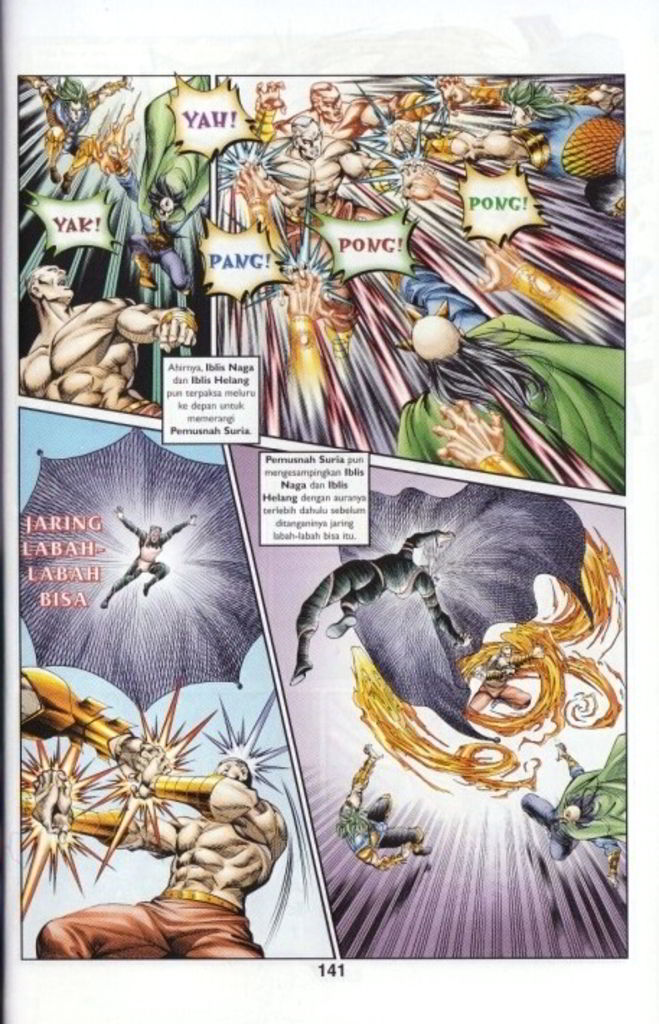 YAH!
YAK!
PANG!
PONG!
PONG!
Ahirnya, Iblis Naga
dan Iblis Helang
pun terpaksa meluru
ke depan untuk
memerangi
Pemusnah Suria.
JARING
LABAH-
LABAH
BISA
Pemusnah Suria pun
mengesampingkan Iblis
Naga dan Iblis
Helang dengan auranya
terlebih dahulu sebelum
ditanganinya jaring
labah-labah bisa itu.
141